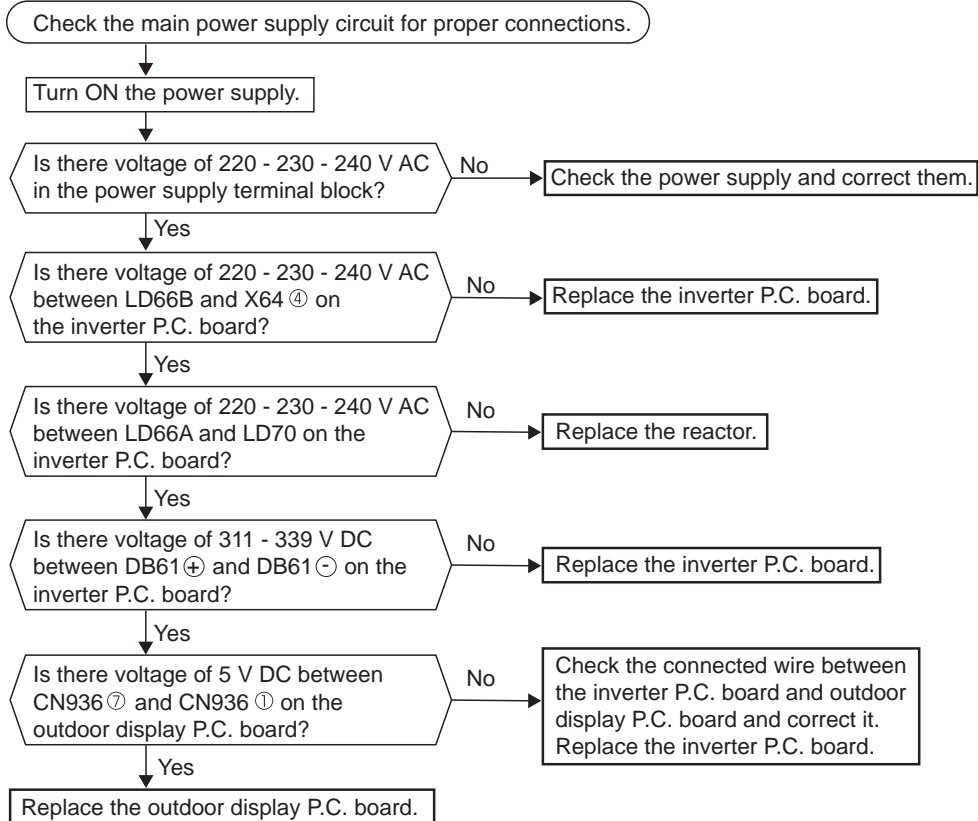 Check the main power supply circuit for proper connections.
Turn ON the power supply.
Is there voltage of 220 - 230 - 240 V AC
in the power supply terminal block?
No
Check the power supply and correct them.
Yes
Is there voltage of 220 - 230 - 240 V AC
between LD66B and X64 ④ on
the inverter P.C. board?
No
Replace the inverter P.C. board.
Yes
Is there voltage of 220 - 230 - 240 V AC
between LD66A and LD70 on the
inverter P.C. board?
No
Replace the reactor.
Yes
Is there voltage of 311 - 339 V DC
between DB61 ⊕ and DB61 ⊖ on the
inverter P.C. board?
No
Replace the inverter P.C. board.
Yes
Is there voltage of 5 V DC between
CN936 ⑦ and CN936 ① on the
outdoor display P.C. board?
No
Check the connected wire between
the inverter P.C. board and outdoor
display P.C. board and correct it.
Replace the inverter P.C. board.
Yes
Replace the outdoor display P.C. board.